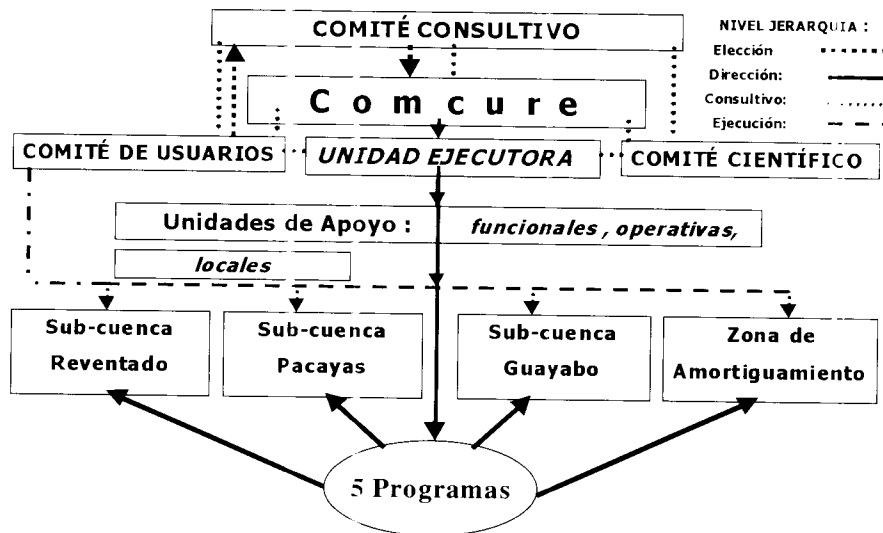 COMITÉ CONSULTIVO
NIVEL JERARQUIA :
Elección
Dirección:
Consultivo:
Ejecución:
Comcure
COMITÉ DE USUARIOS
UNIDAD EJECUTORA
COMITÉ CIENTÍFICO
Unidades de Apoyo : funcionales , operativas,
locales
Sub-cuenca
Reventado
Sub-cuenca
Pacayas
Sub-cuenca
Guayabo
Zona de
Amortiguamiento
5 Programas